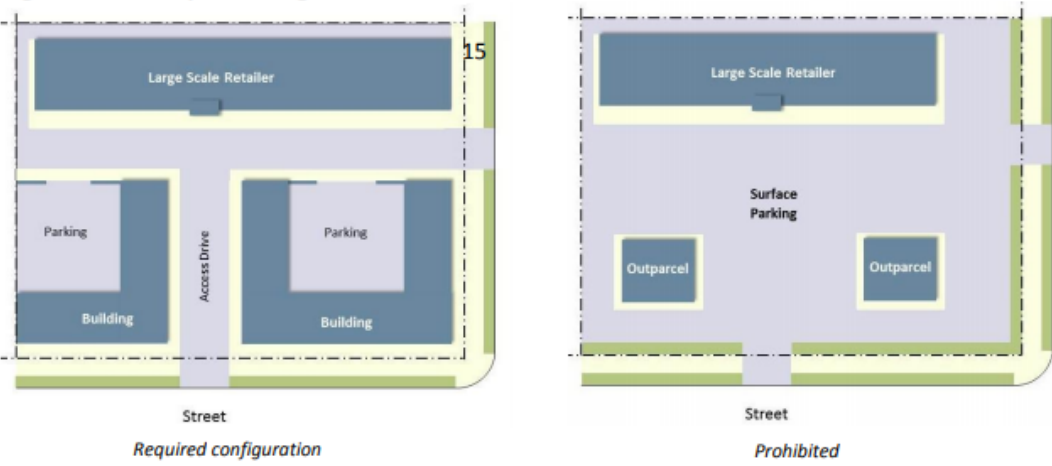 15
Large Scale Retailer
Parking
Access Drive
Parking
Building
Building
Street
Required configuration
Large Scale Retailer
Surface
Parking
Outparcel
Outparcel
Street
Prohibited